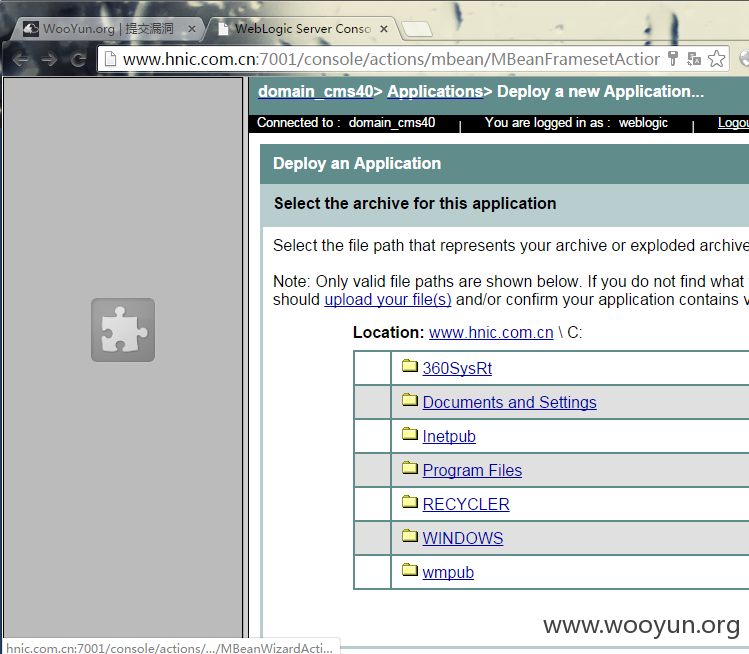 WooYun.org | 提交漏洞
WebLogic Server Conso
www.hnic.com.cn:7001/console/actions/mbean/MBeanFramesetAction
domain_cms40> Applications> Deploy a new Application...
Connected to : domain_cms40 | You are logged in as : weblogic | Logou
Deploy an Application
Select the archive for this application
Select the file path that represents your archive or exploded archive
Note: Only valid file paths are shown below. If you do not find what
should upload your file(s) and/or confirm your application contains v
Location: www.hnic.com.cn \ C:
360SysRt
Documents and Settings
Inetpub
Program Files
RECYCLER
WINDOWS
wmpub
www.wooyun.org
hnic.com.cn:7001/console/actions/.../MBeanWizardActi...